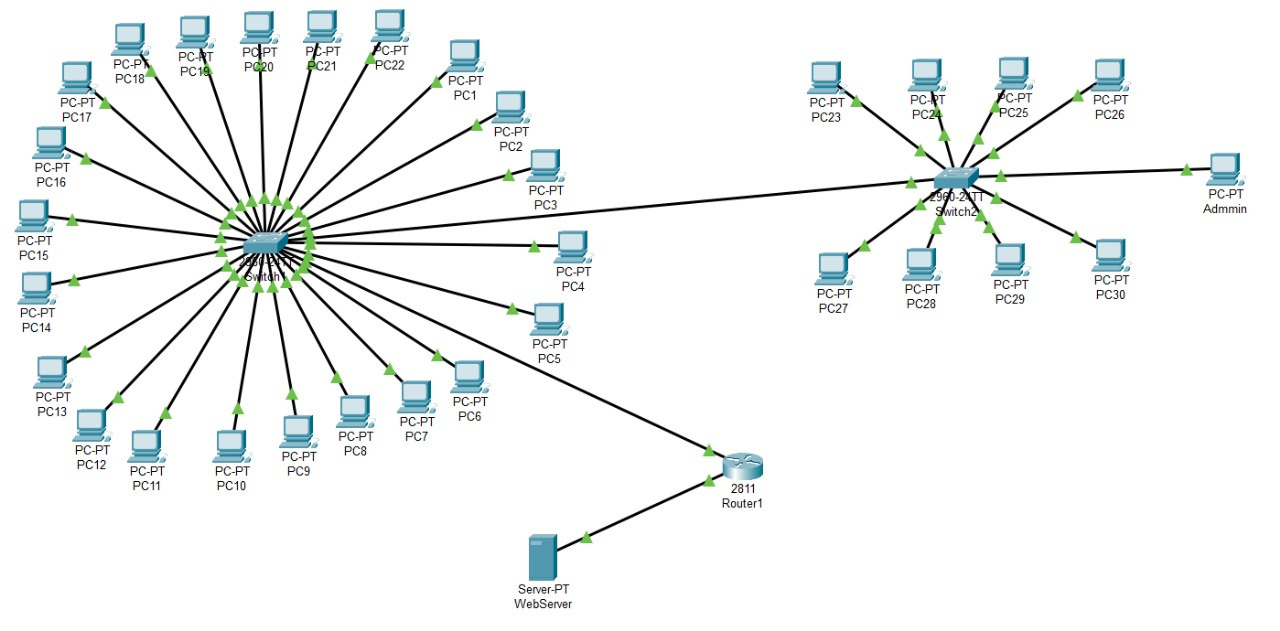 PC-PT
PC18
PC-PT
PC19
PC-PT
PC20
PC-PT
PC21
PC-PT
PC22
PC-PT
PC1
PC-PT
PC17
PC-PT
PC2
PC-PT
PC16
PC-PT
PC3
PC-PT
PC15
PC-PT
PC4
PC-PT
PC14
PC-PT
PC5
PC-PT
PC13
PC-PT
PC6
PC-PT
PC12
PC-PT
PC7
PC-PT
PC11
PC-PT
PC8
PC-PT
PC10
PC-PT
PC9
PC-PT
PC23
PC-PT
PC24
PC-PT
PC25
PC-PT
PC26
2960-24TT
Switch2
PC-PT
Admmin
PC-PT
PC27
PC-PT
PC28
PC-PT
PC29
PC-PT
PC30
2811
Router1
Server-PT
WebServer